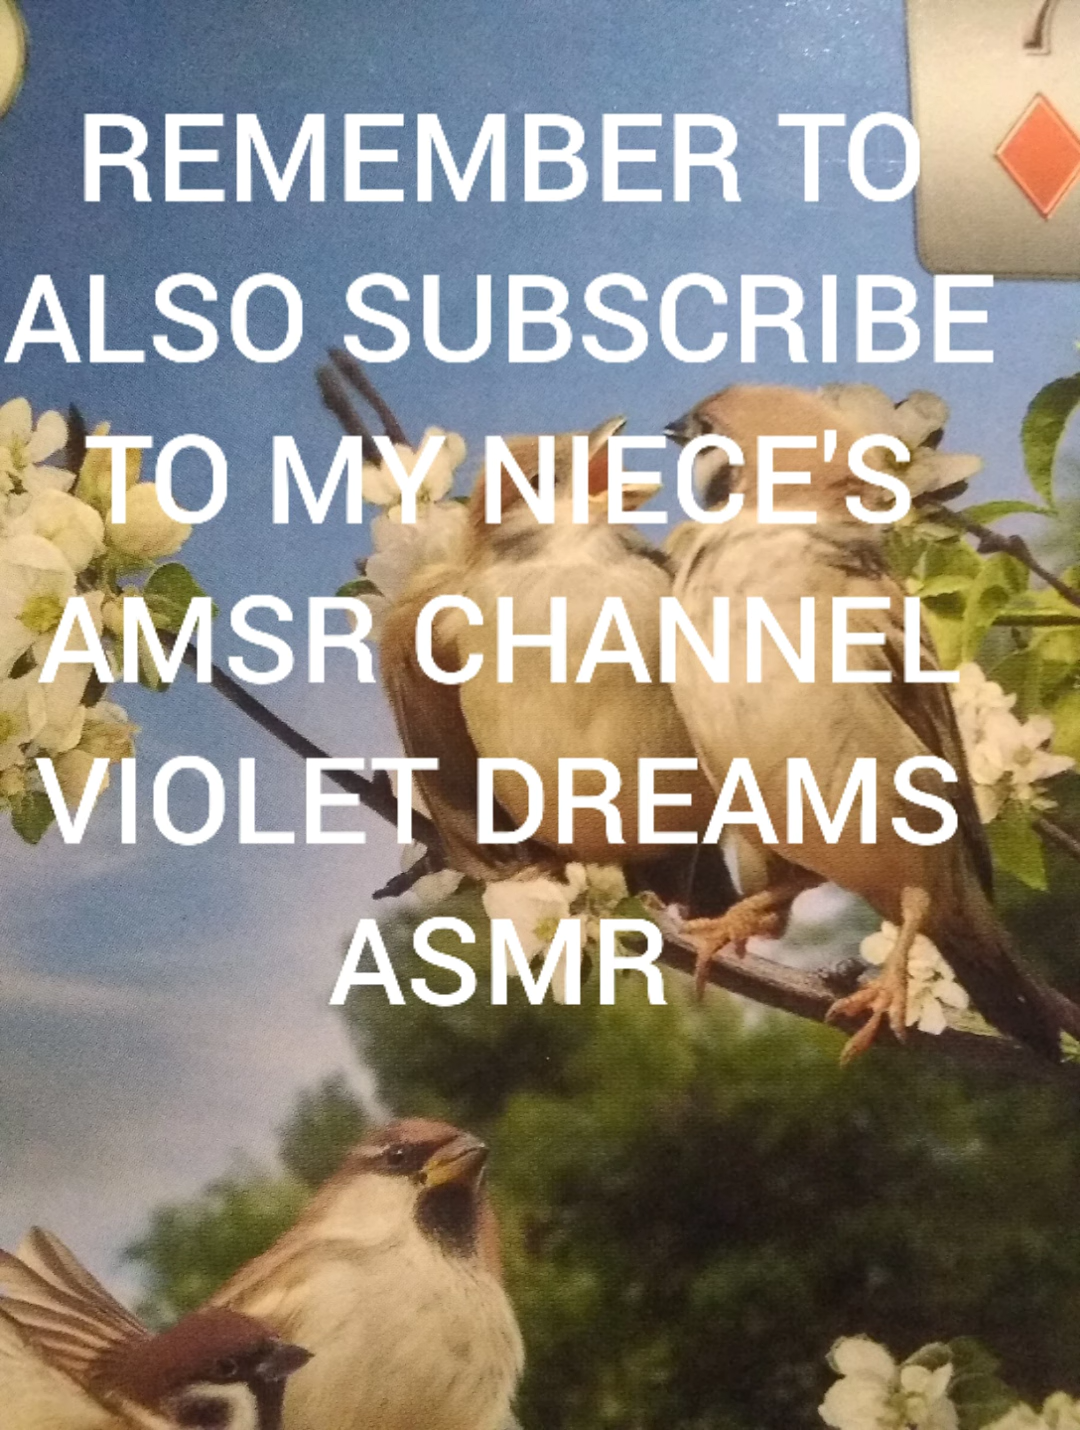 REMEMBER TO
ALSO SUBSCRIBE
TO MY NIECE'S
AMSR CHANNEL
VIOLET DREAMS
ASMR